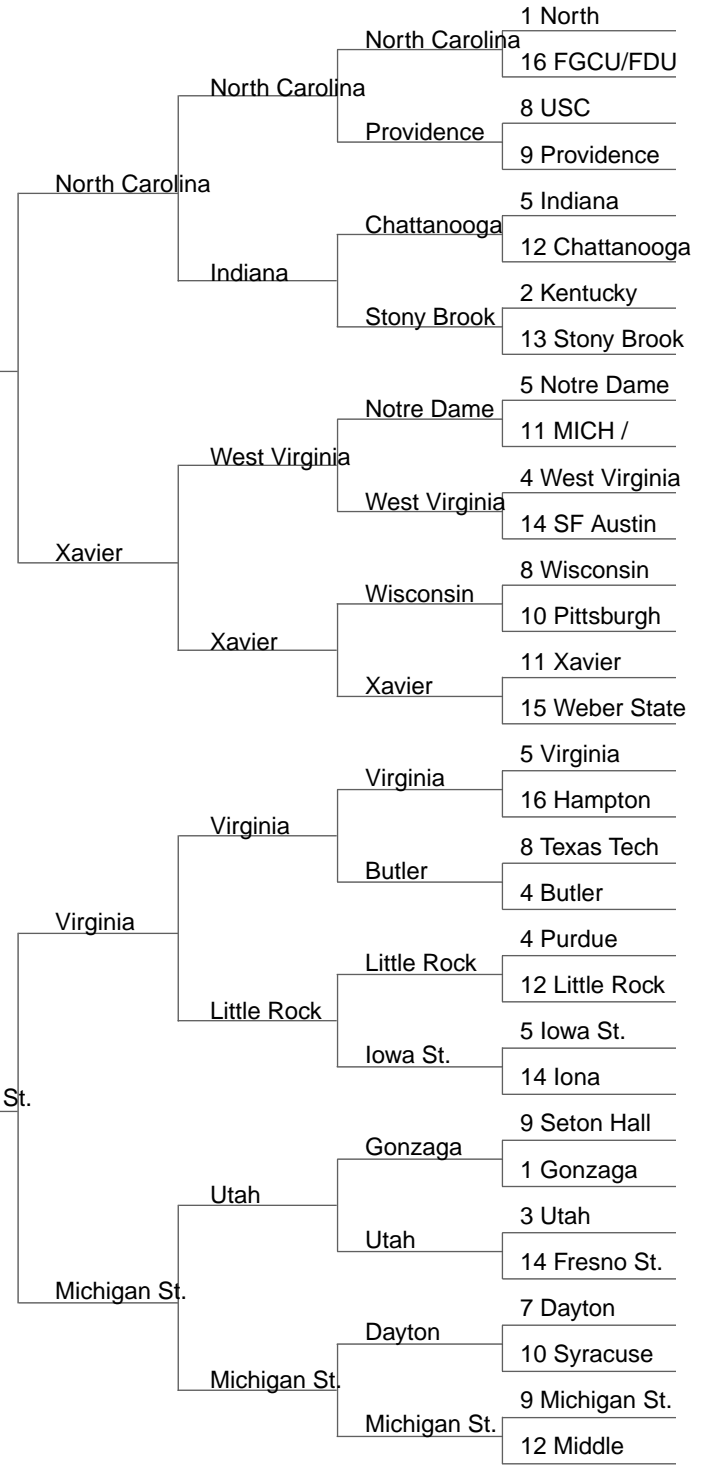 1 North
North Carolina
16 FGCU/FDU
North Carolina
8 USC
Providence
9 Providence
North Carolina
5 Indiana
Chattanooga
12 Chattanooga
Indiana
2 Kentucky
Stony Brook
13 Stony Brook
5 Notre Dame
Notre Dame
11 MICH /
West Virginia
4 West Virginia
West Virginia
14 SF Austin
Xavier
8 Wisconsin
Wisconsin
10 Pittsburgh
Xavier
11 Xavier
Xavier
15 Weber State
5 Virginia
Virginia
16 Hampton
Virginia
8 Texas Tech
Butler
4 Butler
Virginia
4 Purdue
Little Rock
12 Little Rock
Little Rock
5 Iowa St.
Iowa St.
14 Iona
St.
9 Seton Hall
Gonzaga
1 Gonzaga
Utah
3 Utah
Utah
14 Fresno St.
Michigan St.
7 Dayton
Dayton
10 Syracuse
Michigan St.
9 Michigan St.
Michigan St.
12 Middle